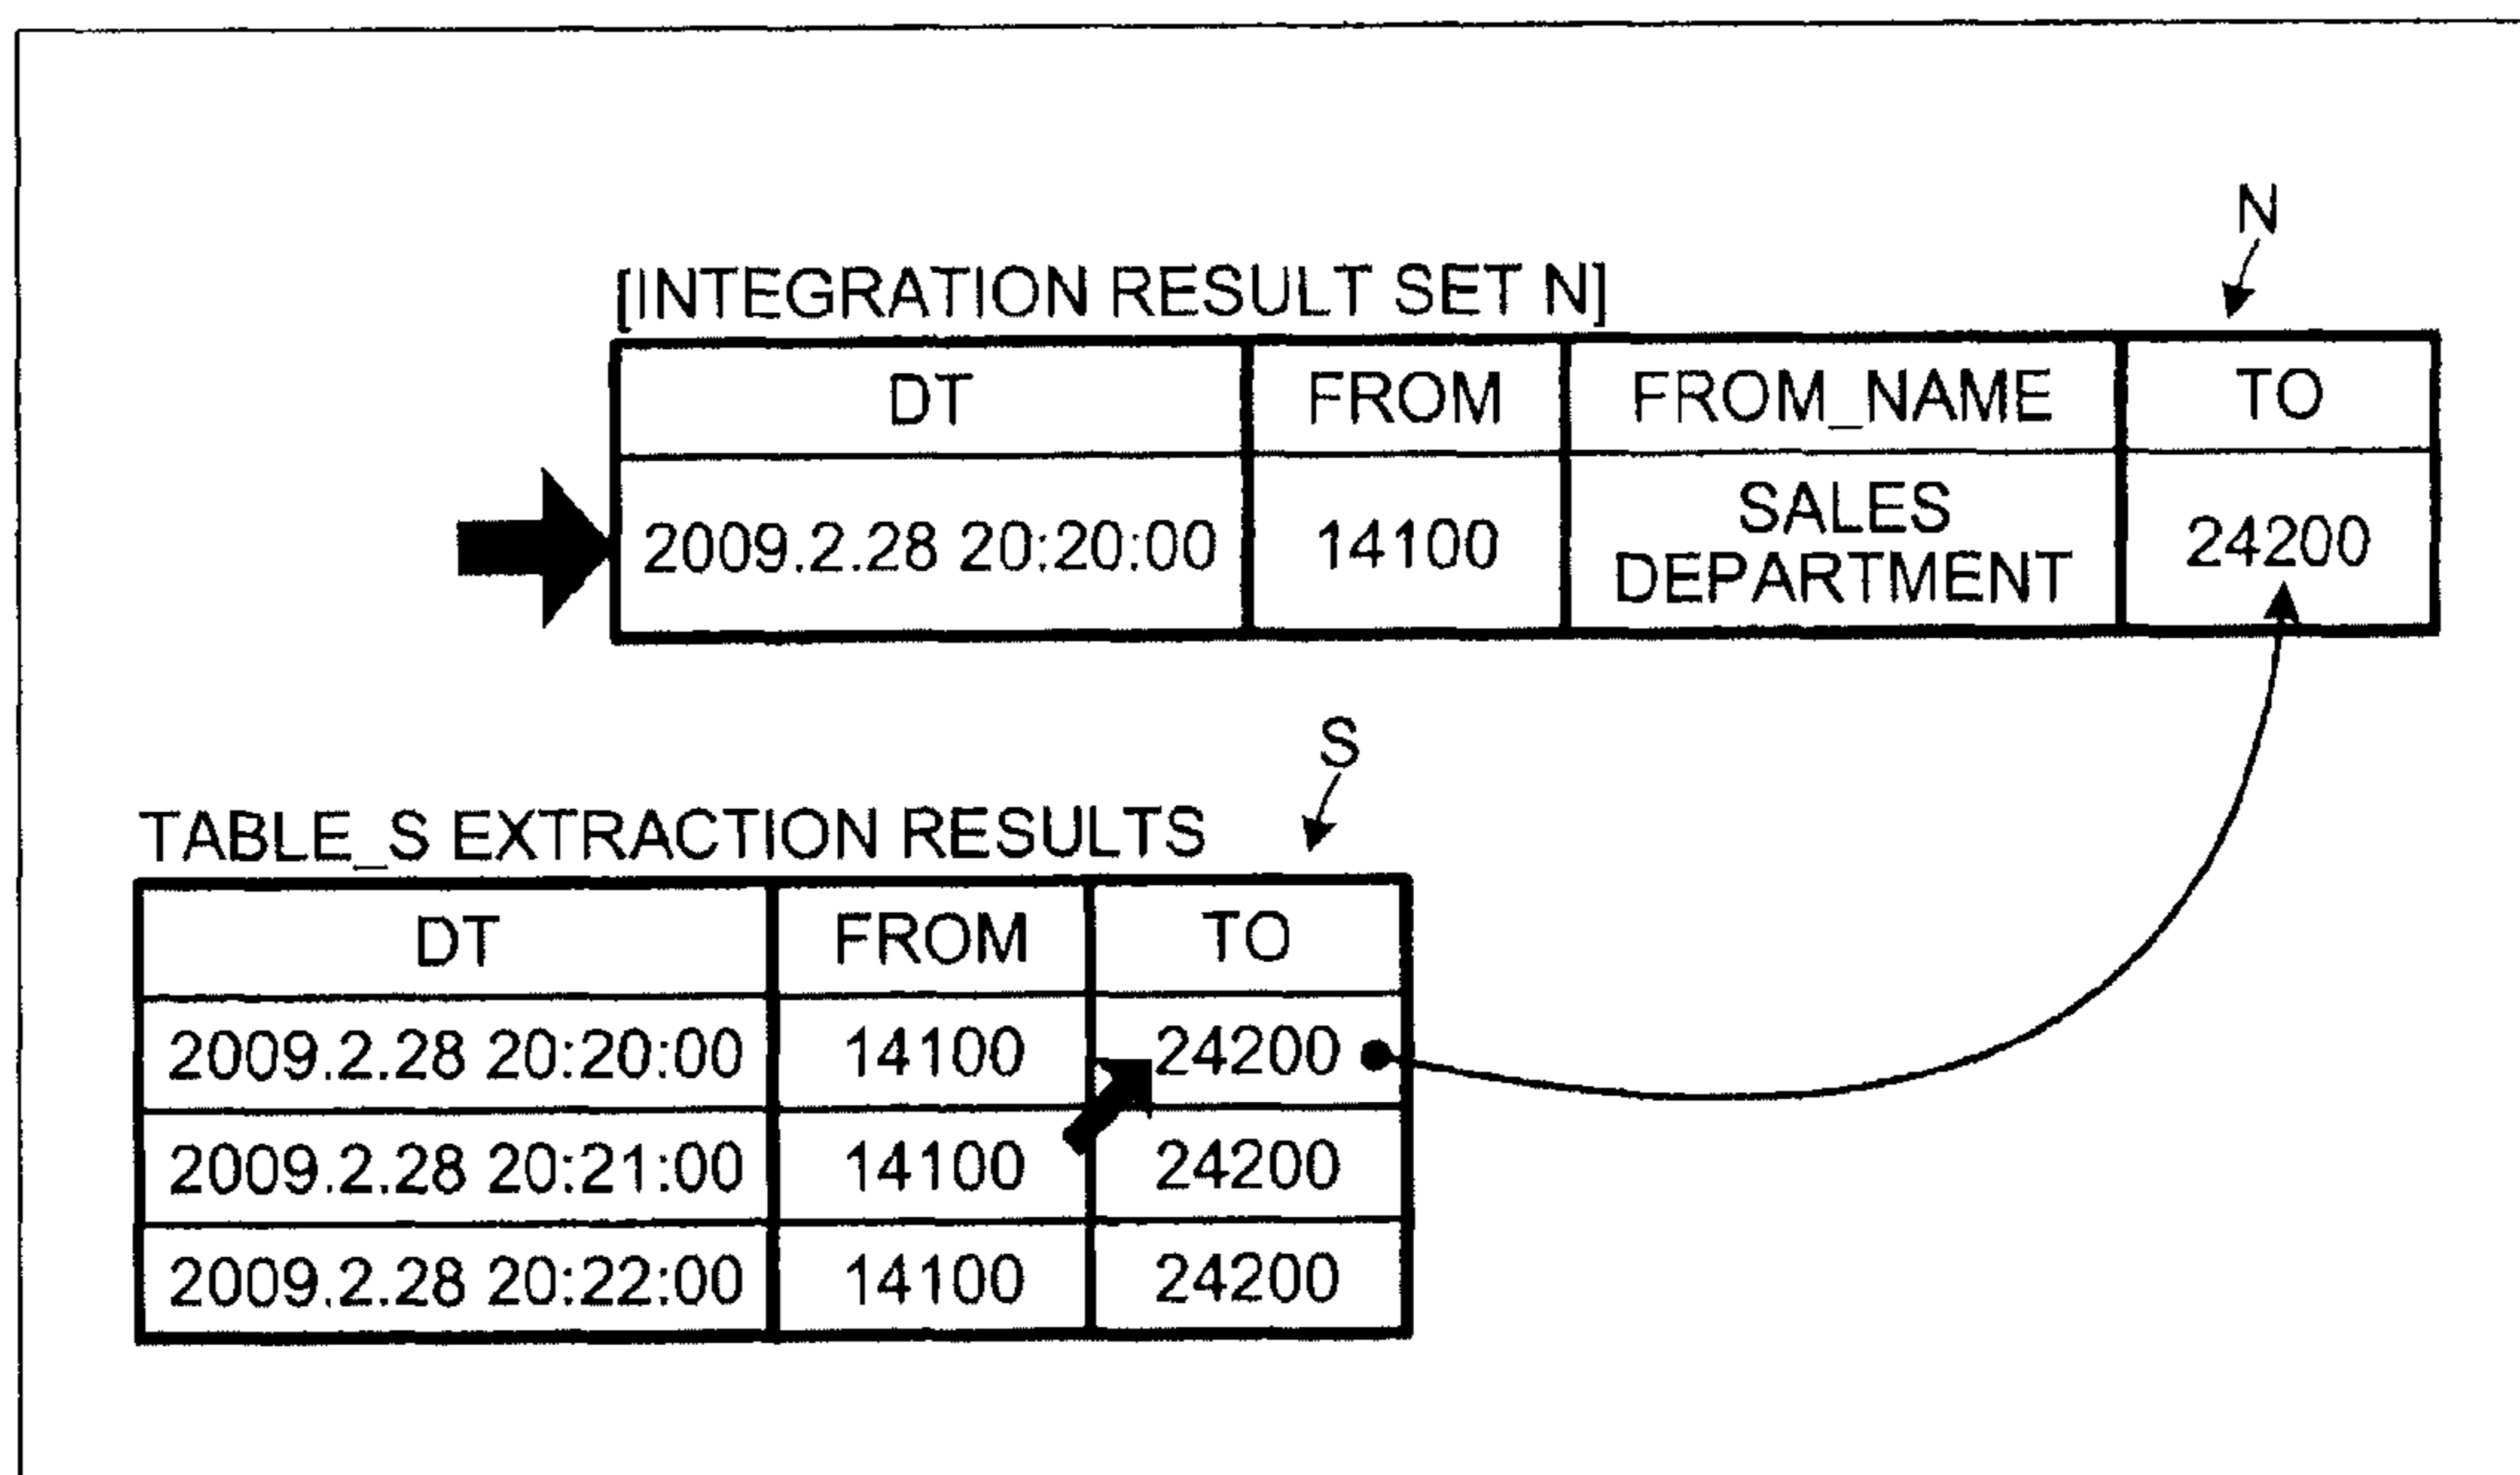 N
[INTEGRATION RESULT SET N]
DT FROM FROM_NAME TO
2009.2.28 20:20:00 14100 SALES DEPARTMENT 24200
S
TABLE_S EXTRACTION RESULTS
DT FROM TO
2009.2.28 20:20:00 14100 24200
2009.2.28 20:21:00 14100 24200
2009.2.28 20:22:00 14100 24200